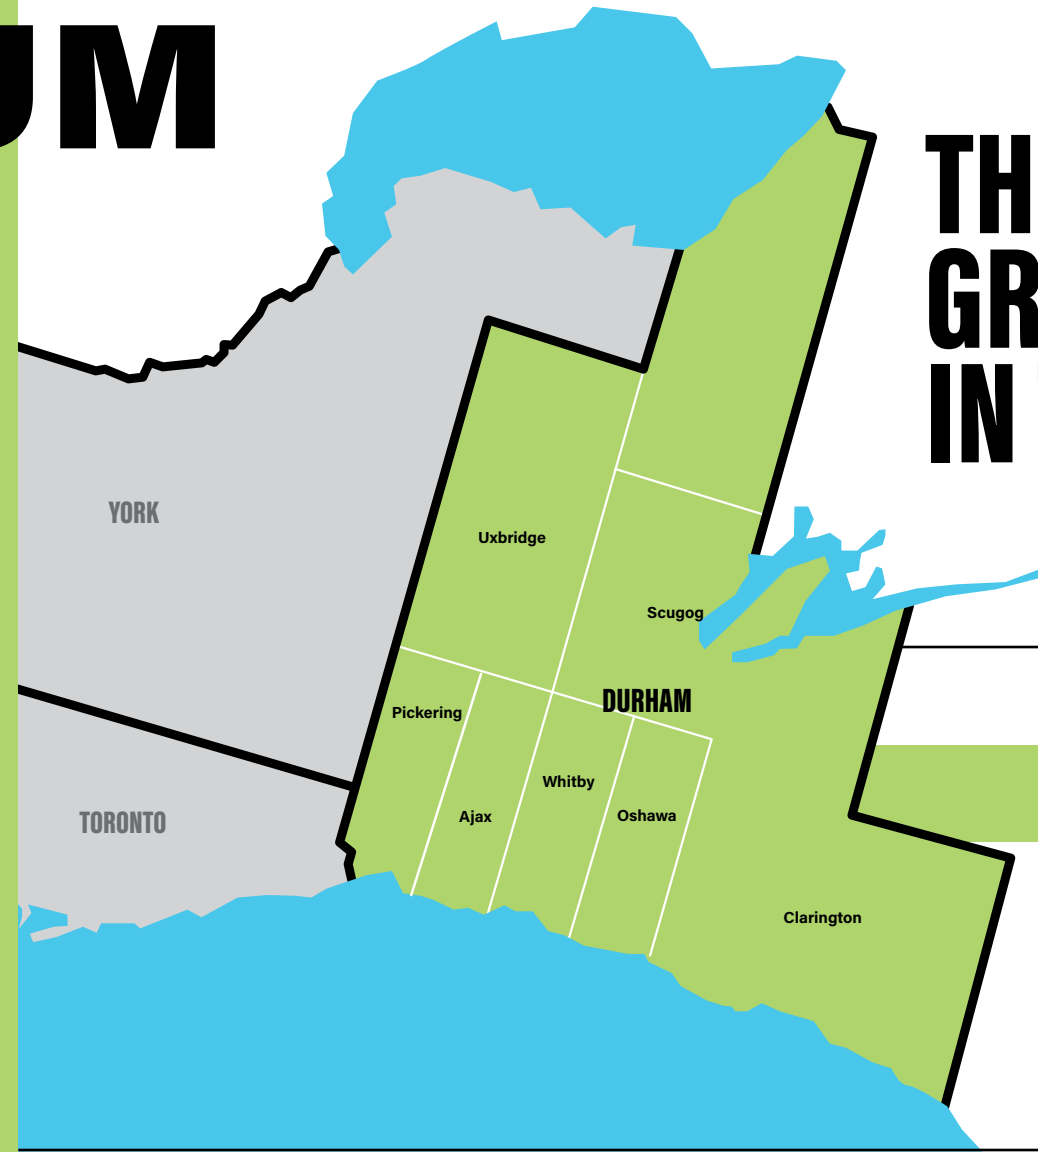 UM
TH
GR
IN
YORK
Uxbridge
Scugog
DURHAM
Pickering
Whitby
Ajax
Oshawa
TORONTO
Clarington